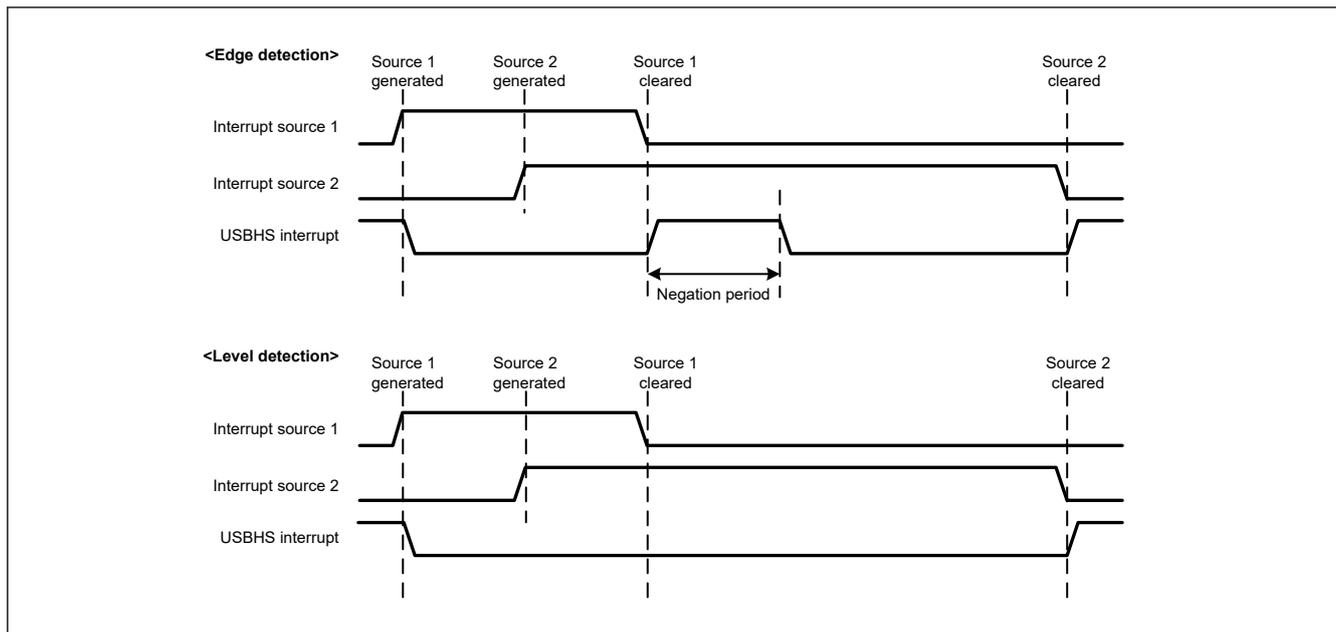 <Edge detection>
Source 1
generated
Source 2
generated
Source 1
cleared
Source 2
cleared
Interrupt source 1
Interrupt source 2
USBHS interrupt
Negation period
<Level detection>
Source 1
generated
Source 2
generated
Source 1
cleared
Source 2
cleared
Interrupt source 1
Interrupt source 2
USBHS interrupt